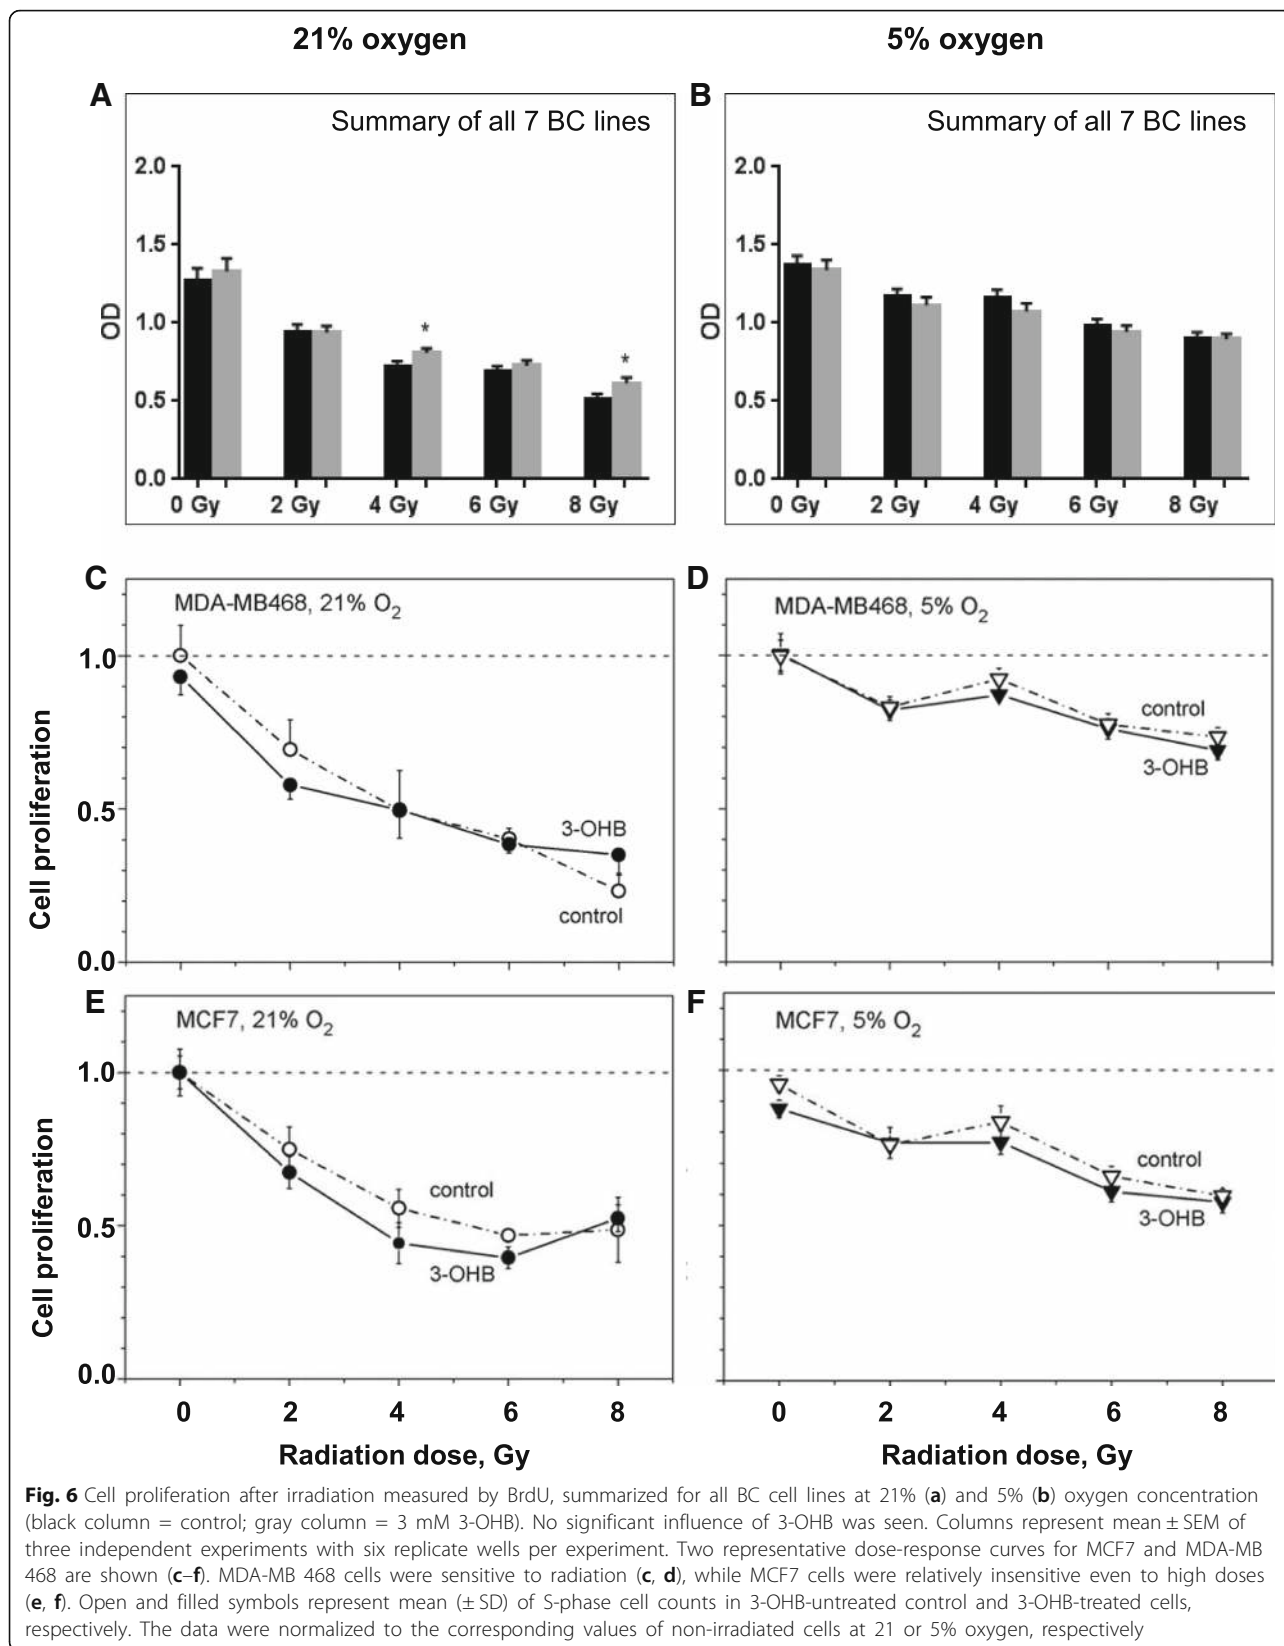 21% oxygen
5% oxygen
A
Summary of all 7 BC lines
2.0
1.5
1.0
0.5
0.0
OD
*
*
0 Gy 2 Gy 4 Gy 6 Gy 8 Gy
B
Summary of all 7 BC lines
2.0
1.5
1.0
0.5
0.0
OD
0 Gy 2 Gy 4 Gy 6 Gy 8 Gy
C
MDA-MB468, 21% O2
1.0
0.5
0.0
Cell proliferation
3-OHB
control
D
MDA-MB468, 5% O2
control
3-OHB
E
MCF7, 21% O2
1.0
0.5
0.0
Cell proliferation
control
3-OHB
0 2 4 6 8
Radiation dose, Gy
F
MCF7, 5% O2
control
3-OHB
0 2 4 6 8
Radiation dose, Gy
Fig. 6 Cell proliferation after irradiation measured by BrdU, summarized for all BC cell lines at 21% (a) and 5% (b) oxygen concentration
(black column = control; gray column = 3 mM 3-OHB). No significant influence of 3-OHB was seen. Columns represent mean ± SEM of
three independent experiments with six replicate wells per experiment. Two representative dose-response curves for MCF7 and MDA-MB
468 are shown (c–f). MDA-MB 468 cells were sensitive to radiation (c, d), while MCF7 cells were relatively insensitive even to high doses
(e, f). Open and filled symbols represent mean (± SD) of S-phase cell counts in 3-OHB-untreated control and 3-OHB-treated cells,
respectively. The data were normalized to the corresponding values of non-irradiated cells at 21 or 5% oxygen, respectively